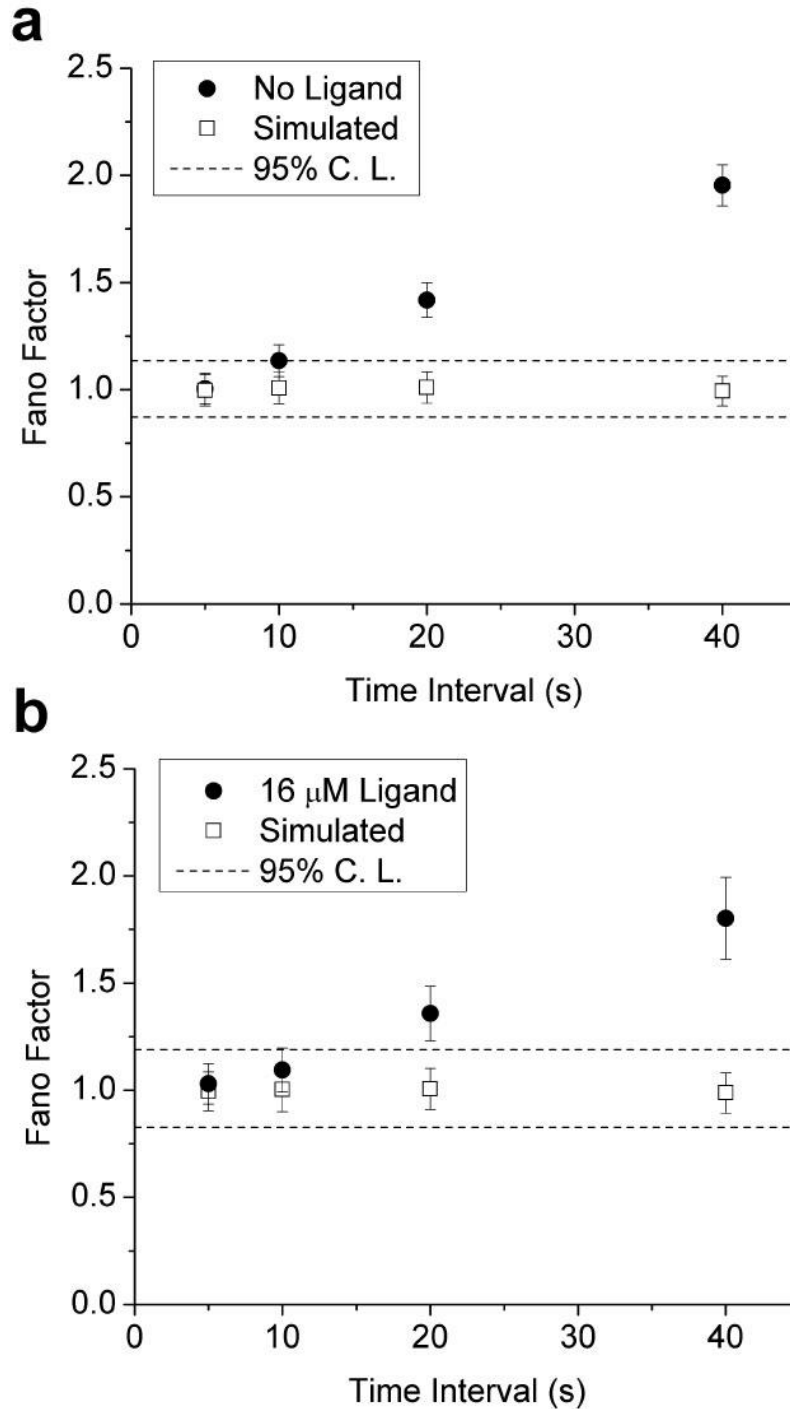 a
No Ligand
Simulated
95% C. L.
2.5
2.0
1.5
1.0
0.5
0.0
Fano Factor
0 10 20 30 40
Time Interval (s)
b
16 μM Ligand
Simulated
95% C. L.
2.5
2.0
1.5
1.0
0.5
0.0
Fano Factor
0 10 20 30 40
Time Interval (s)